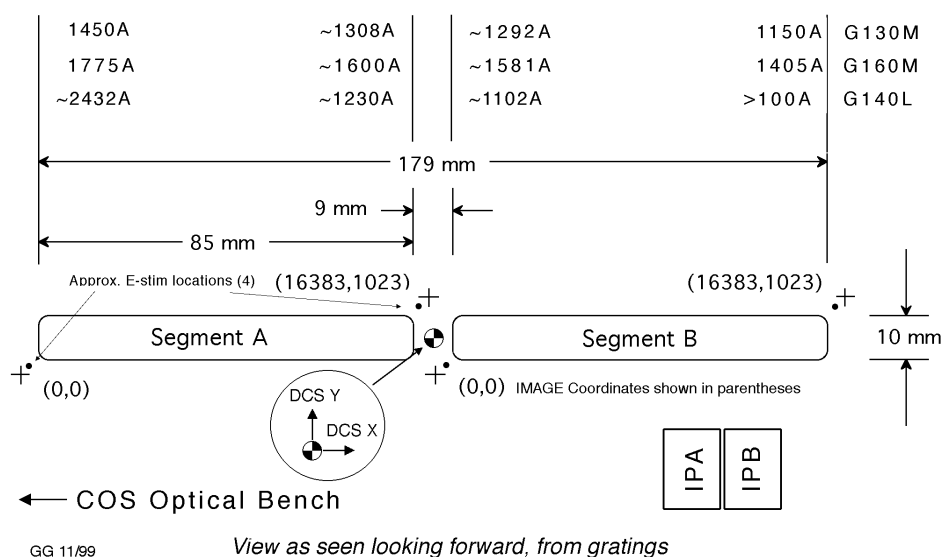 1450A ~1308A ~1292A 1150A G130M
1775A ~1600A ~1581A 1405A G160M
~2432A ~1230A ~1102A >100A G140L
179 mm
9 mm
85 mm
Approx. E-stim locations (4) (16383,1023) (16383,1023)
Segment A Segment B 10 mm
(0,0) (0,0) IMAGE Coordinates shown in parentheses
DCS Y
DCS X
IPA IPB
COS Optical Bench
GG 11/99 View as seen looking forward, from gratings